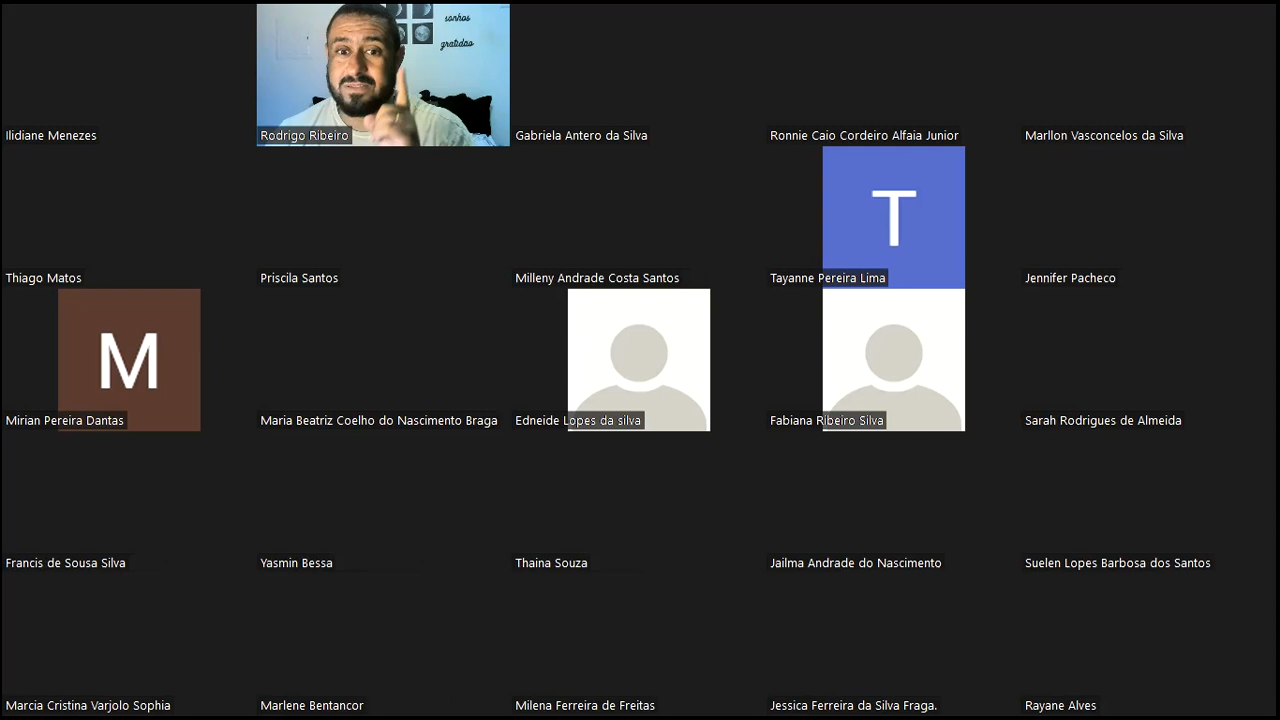 sonhos
gratidao
Ilidiane Menezes
Rodrigo Ribeiro
Gabriela Antero da Silva
Ronnie Caio Cordeiro Alfaia Junior
Marllon Vasconcelos da Silva
T
Thiago Matos
Priscila Santos
Milleny Andrade Costa Santos
Tayanne Pereira Lima
Jennifer Pacheco
M
Mirian Pereira Dantas
Maria Beatriz Coelho do Nascimento Braga
Edneide Lopes da silva
Fabiana Ribeiro Silva
Sarah Rodrigues de Almeida
Francis de Sousa Silva
Yasmin Bessa
Thaina Souza
Jailma Andrade do Nascimento
Suelen Lopes Barbosa dos Santos
Marcia Cristina Varjolo Sophia
Marlene Bentancor
Milena Ferreira de Freitas
Jessica Ferreira da Silva Fraga.
Rayane Alves